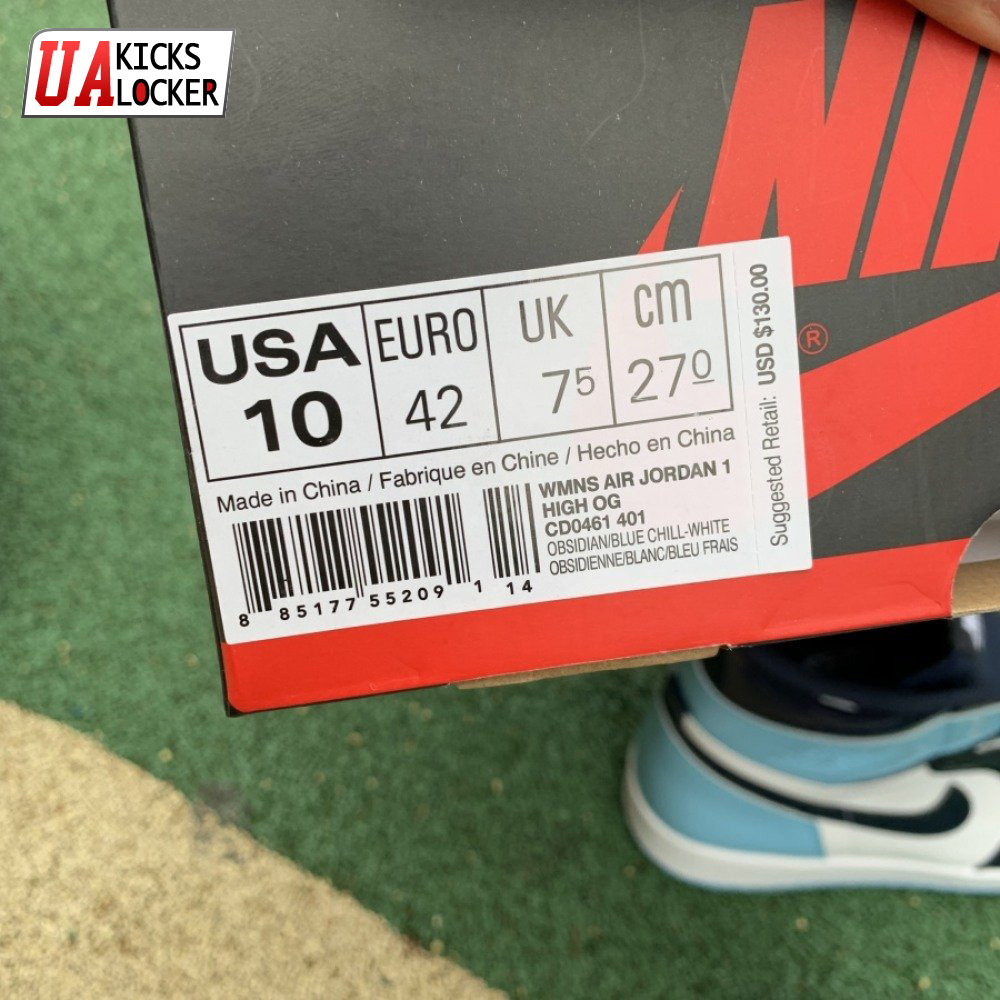 UA KICKS
LOCKER
NIK
®
USA EURO UK cm
10 42 7 5 27 0
Made in China / Fabrique en Chine / Hecho en China
WMNS AIR JORDAN 1
HIGH OG
CD0461 401
OBSIDIAN/BLUE CHILL-WHITE
OBSIDIENNE/BLANC/BLEU FRAIS
8 85177 55209 1 14
Suggested Retail: USD $130.00